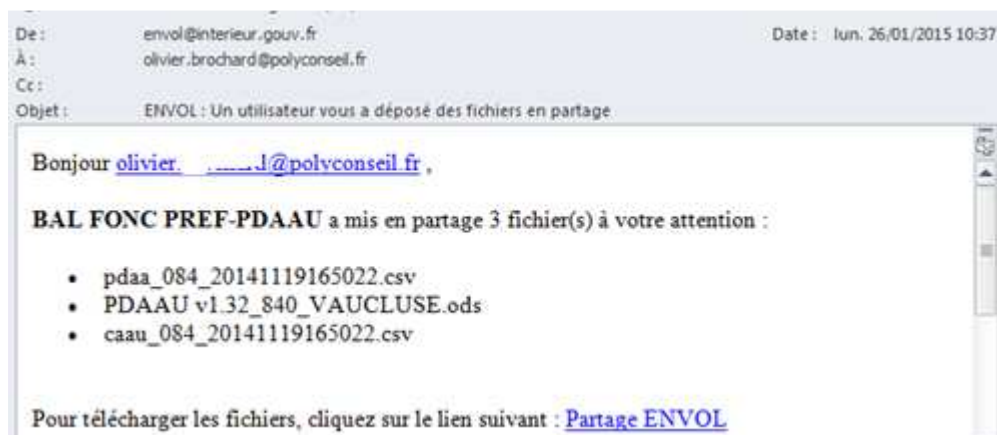 De : envol@interieur.gouv.fr Date : lun. 26/01/2015 10:37
À : olivier.brochard@polyconseil.fr
Cc :
Objet : ENVOL : Un utilisateur vous a déposé des fichiers en partage
Bonjour olivier. l@polyconseil.fr ,
BAL FONC PREF-PDAAU a mis en partage 3 fichier(s) à votre attention :
• pdaa_084_20141119165022.csv
• PDAAU v1.32_840_VAUCLUSE.ods
• caau_084_20141119165022.csv
Pour télécharger les fichiers, cliquez sur le lien suivant : Partage ENVOL